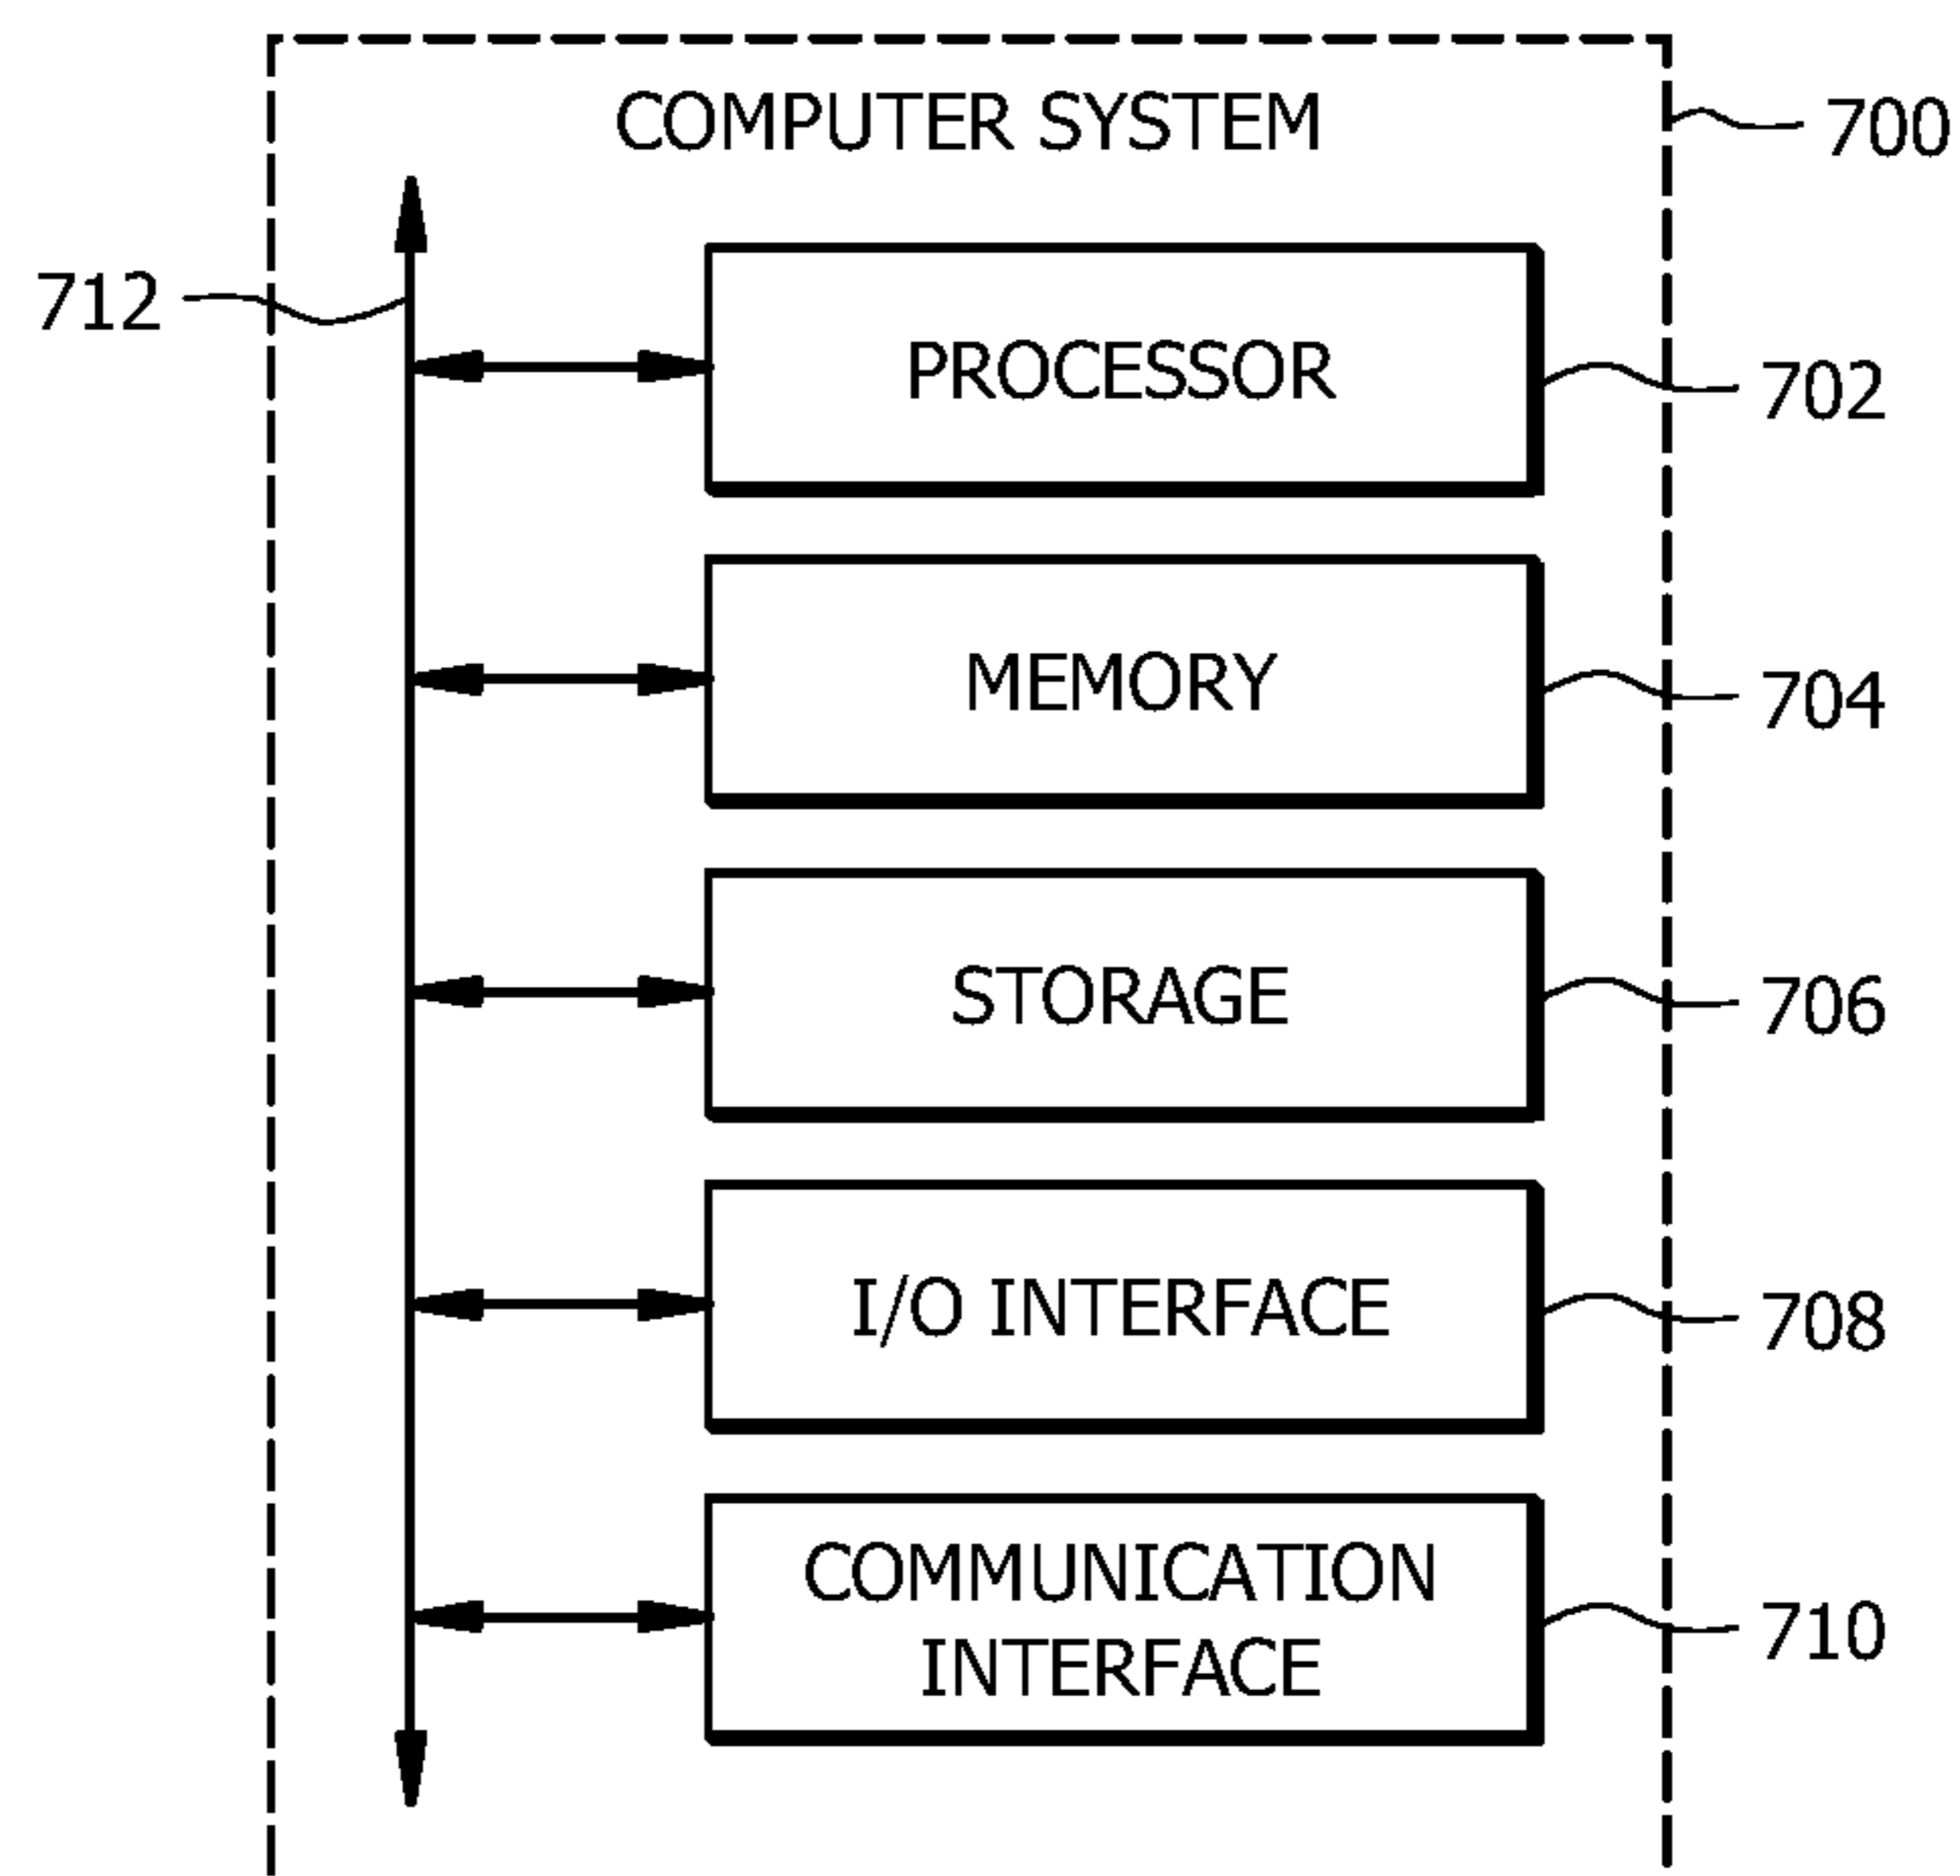 COMPUTER SYSTEM
700
712
PROCESSOR
702
MEMORY
704
STORAGE
706
I/O INTERFACE
708
COMMUNICATION
INTERFACE
710